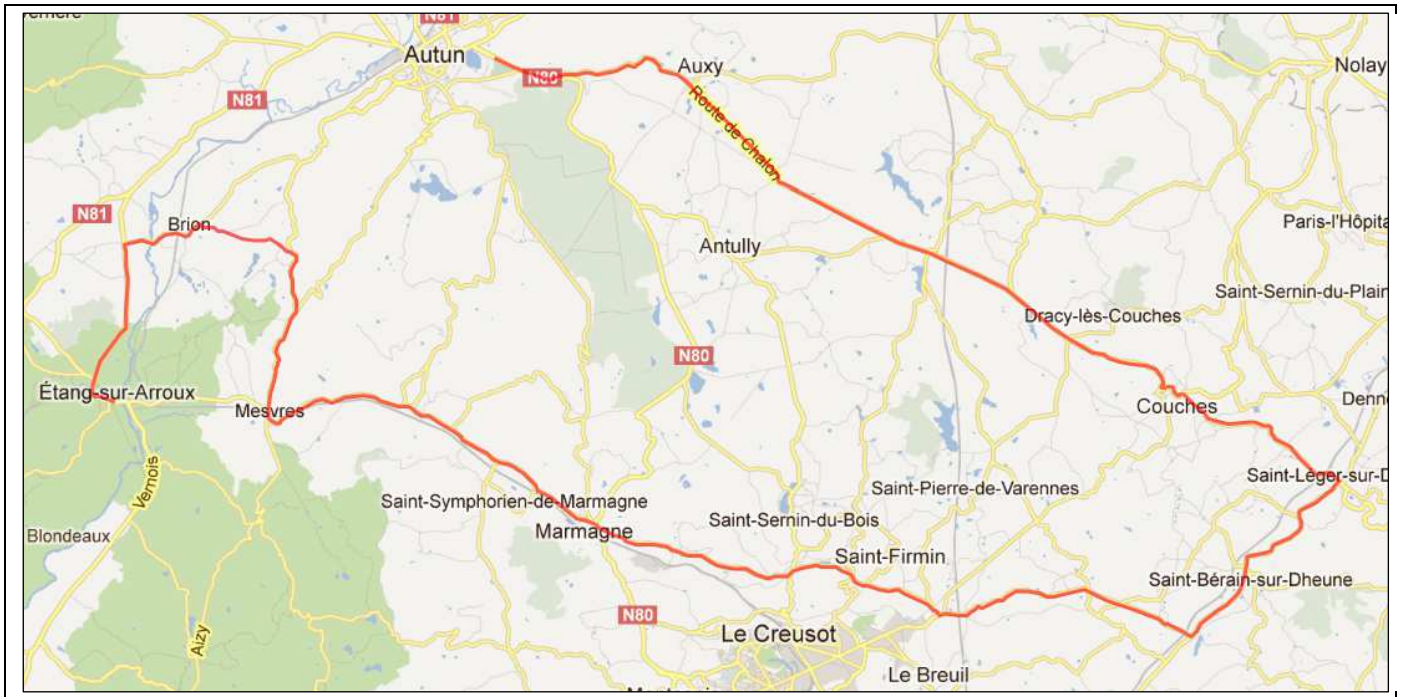 N81
Autun
Auxy
Nolay
N80
N81
Route de Chalon
Brion
N81
Antully
Paris-l'Hôpita
Saint-Sernin-du-Plain
Dracy-lès-Couches
N80
Étang-sur-Arroux
Mesvres
Couches
Denn
Vernois
Saint-Léger-sur-D
Saint-Symphorien-de-Marmagne
Saint-Pierre-de-Varennes
Blondeaux
Marmagne
Saint-Sernin-du-Bois
Saint-Firmin
Saint-Bérain-sur-Dheune
N80
Aizy
Le Creusot
Le Breuil